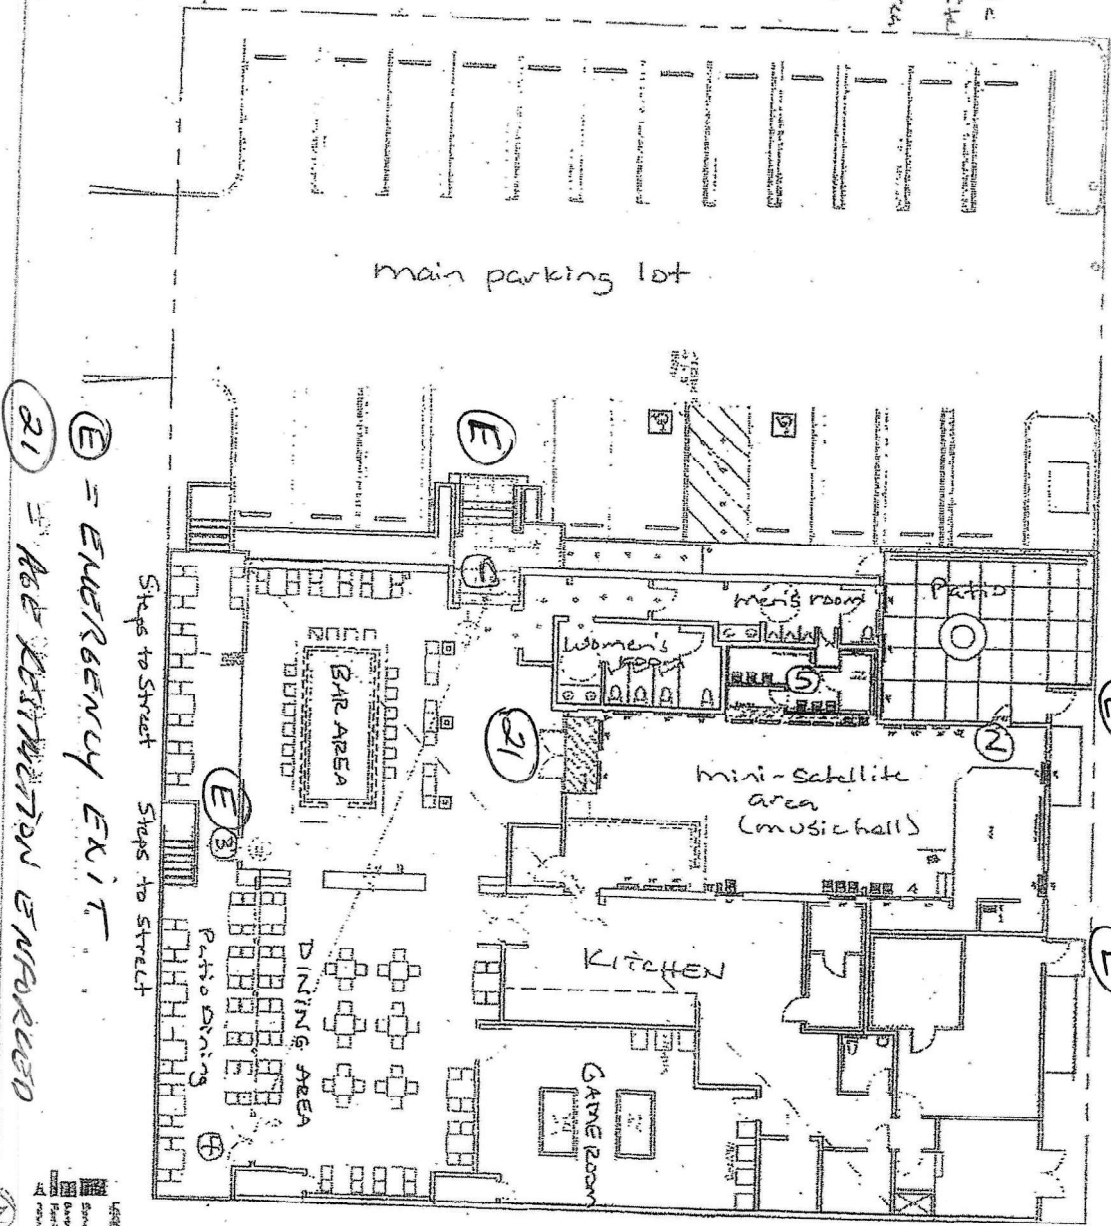 main parking lot
E
E
Patio
men's room
women's
room
5
2
21
BAR AREA
mini-satellite
area
(music hall)
E
3
KITCHEN
DINING AREA
Patio Dining
GAME ROOM
Steps to Street
Steps to street
E = EMERGENCY EXIT
21 = AGE RESTRICTION ENFORCED